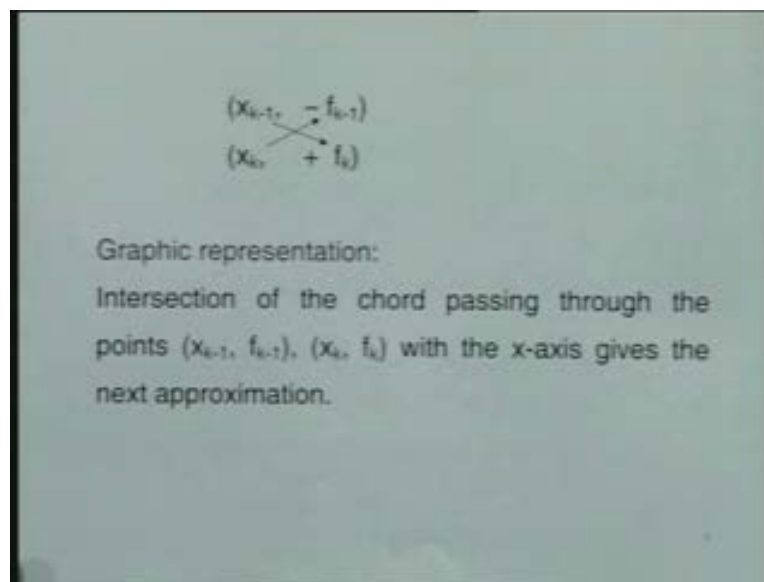 (xₖ₋₁, − fₖ₋₁)
(xₖ, + fₖ)
Graphic representation:
Intersection of the chord passing through the
points (xₖ₋₁, fₖ₋₁), (xₖ, fₖ) with the x-axis gives the
next approximation.